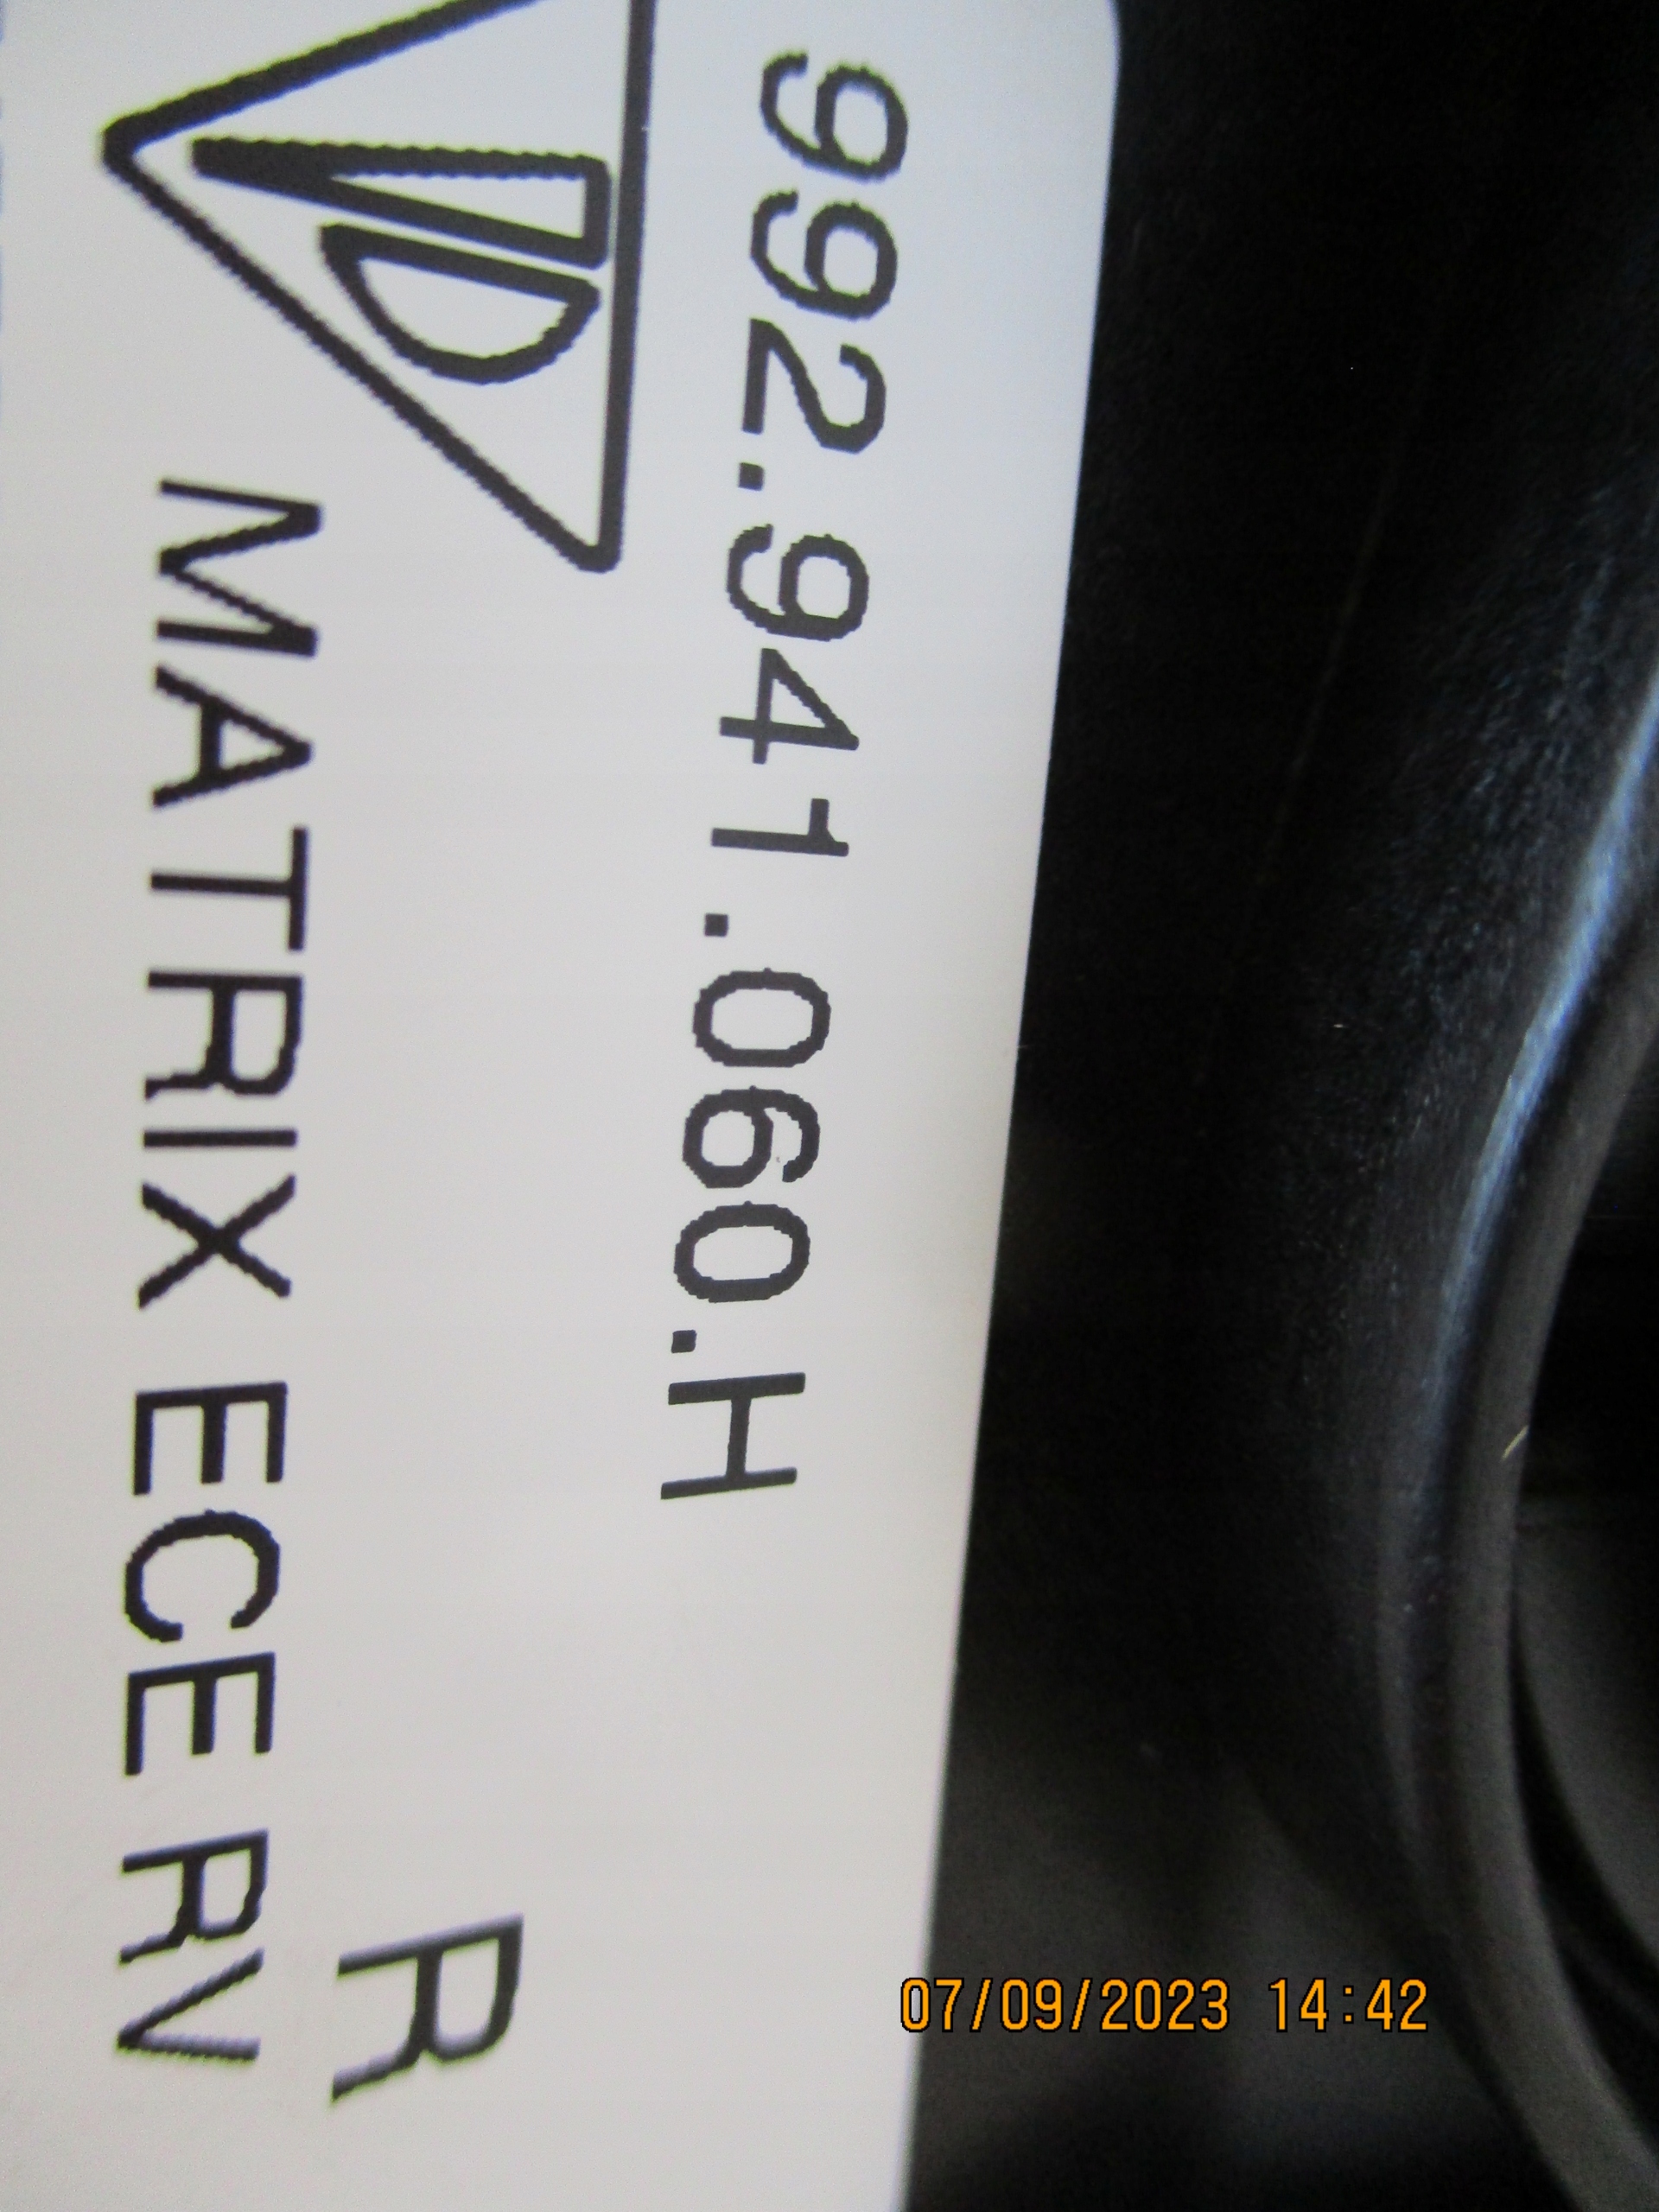 992.941.060.H
R
MATRIX ECE RV
07/09/2023 14:42